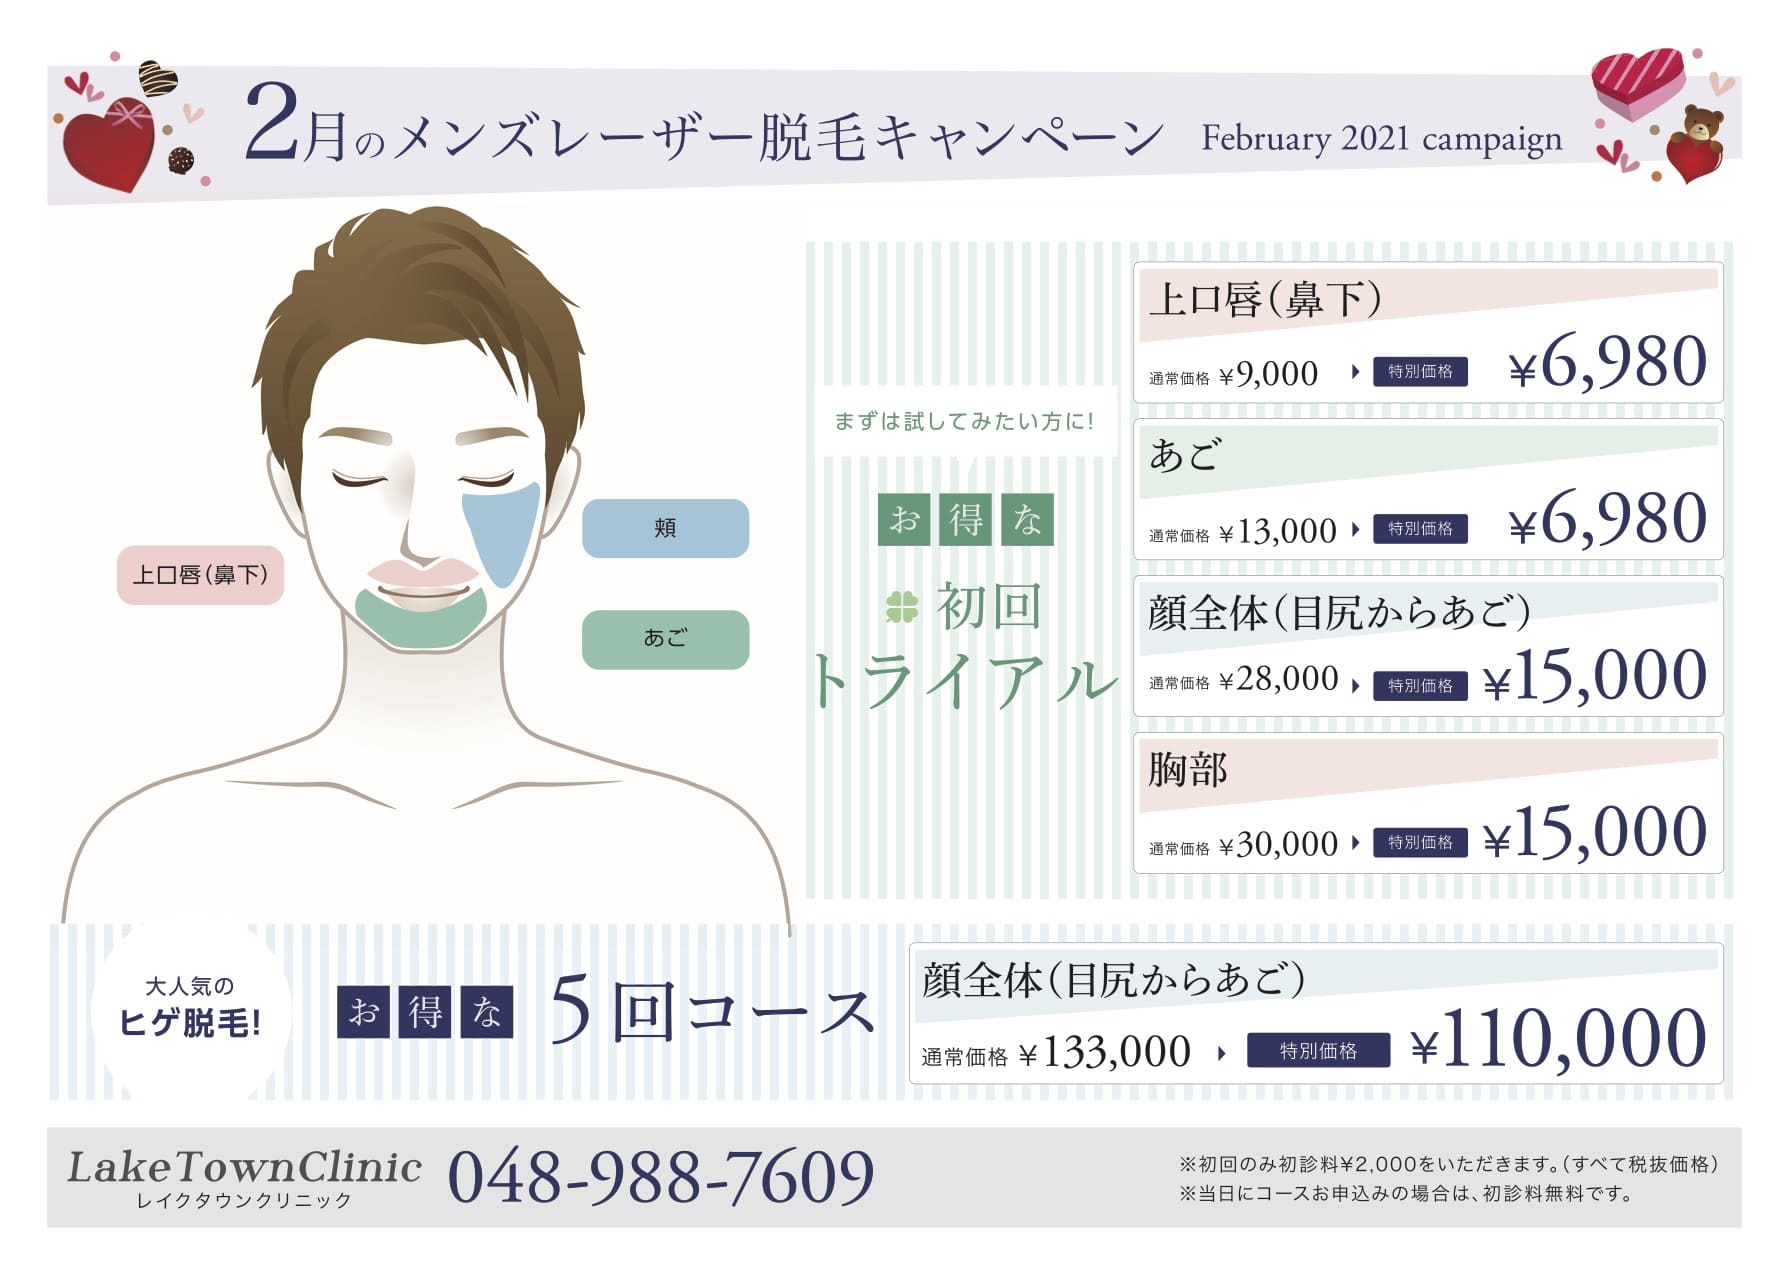 2月のメンズレーザー脱毛キャンペーン February 2021 campaign
上口唇(鼻下)
頬
あご
まずは試してみたい方に!
お得な
初回
トライアル
上口唇(鼻下)
通常価格 ¥9,000 特別価格 ¥6,980
あご
通常価格 ¥13,000 特別価格 ¥6,980
顔全体(目尻からあご)
通常価格 ¥28,000 特別価格 ¥15,000
胸部
通常価格 ¥30,000 特別価格 ¥15,000
大人気の
ヒゲ脱毛!
お得な 5回コース
顔全体(目尻からあご)
通常価格 ¥133,000 特別価格 ¥110,000
LakeTownClinic
レイクタウンクリニック
048-988-7609
※初回のみ初診料¥2,000をいただきます。(すべて税抜価格)
※当日にコースお申込みの場合は、初診料無料です。